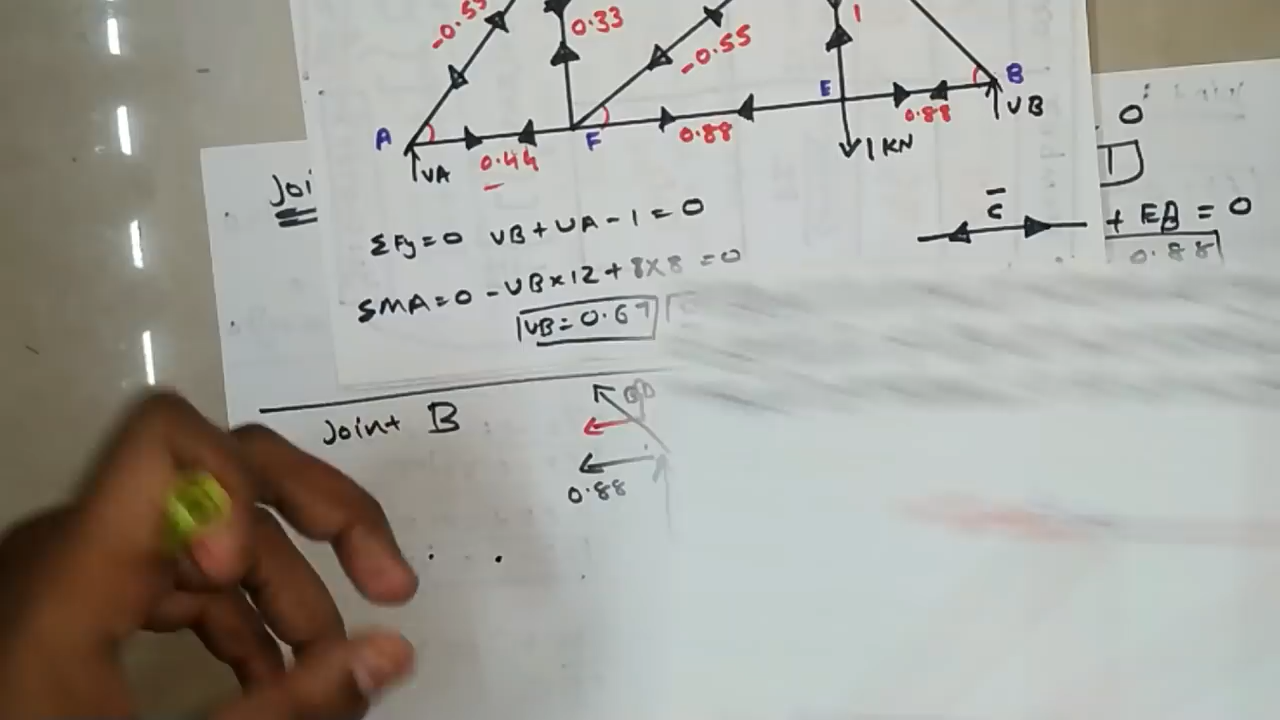 -0.55
0.33
-0.55
1
A
F
E
B
0.44
0.88
0.88
VA
VB
1 KN
Joi
0
C
+ EB = 0
0.88
ΣFy=0 VB+VA-1=0
ΣMA=0 -VB×12+8×8=0
VB=0.67
Joint B
BD
0.88